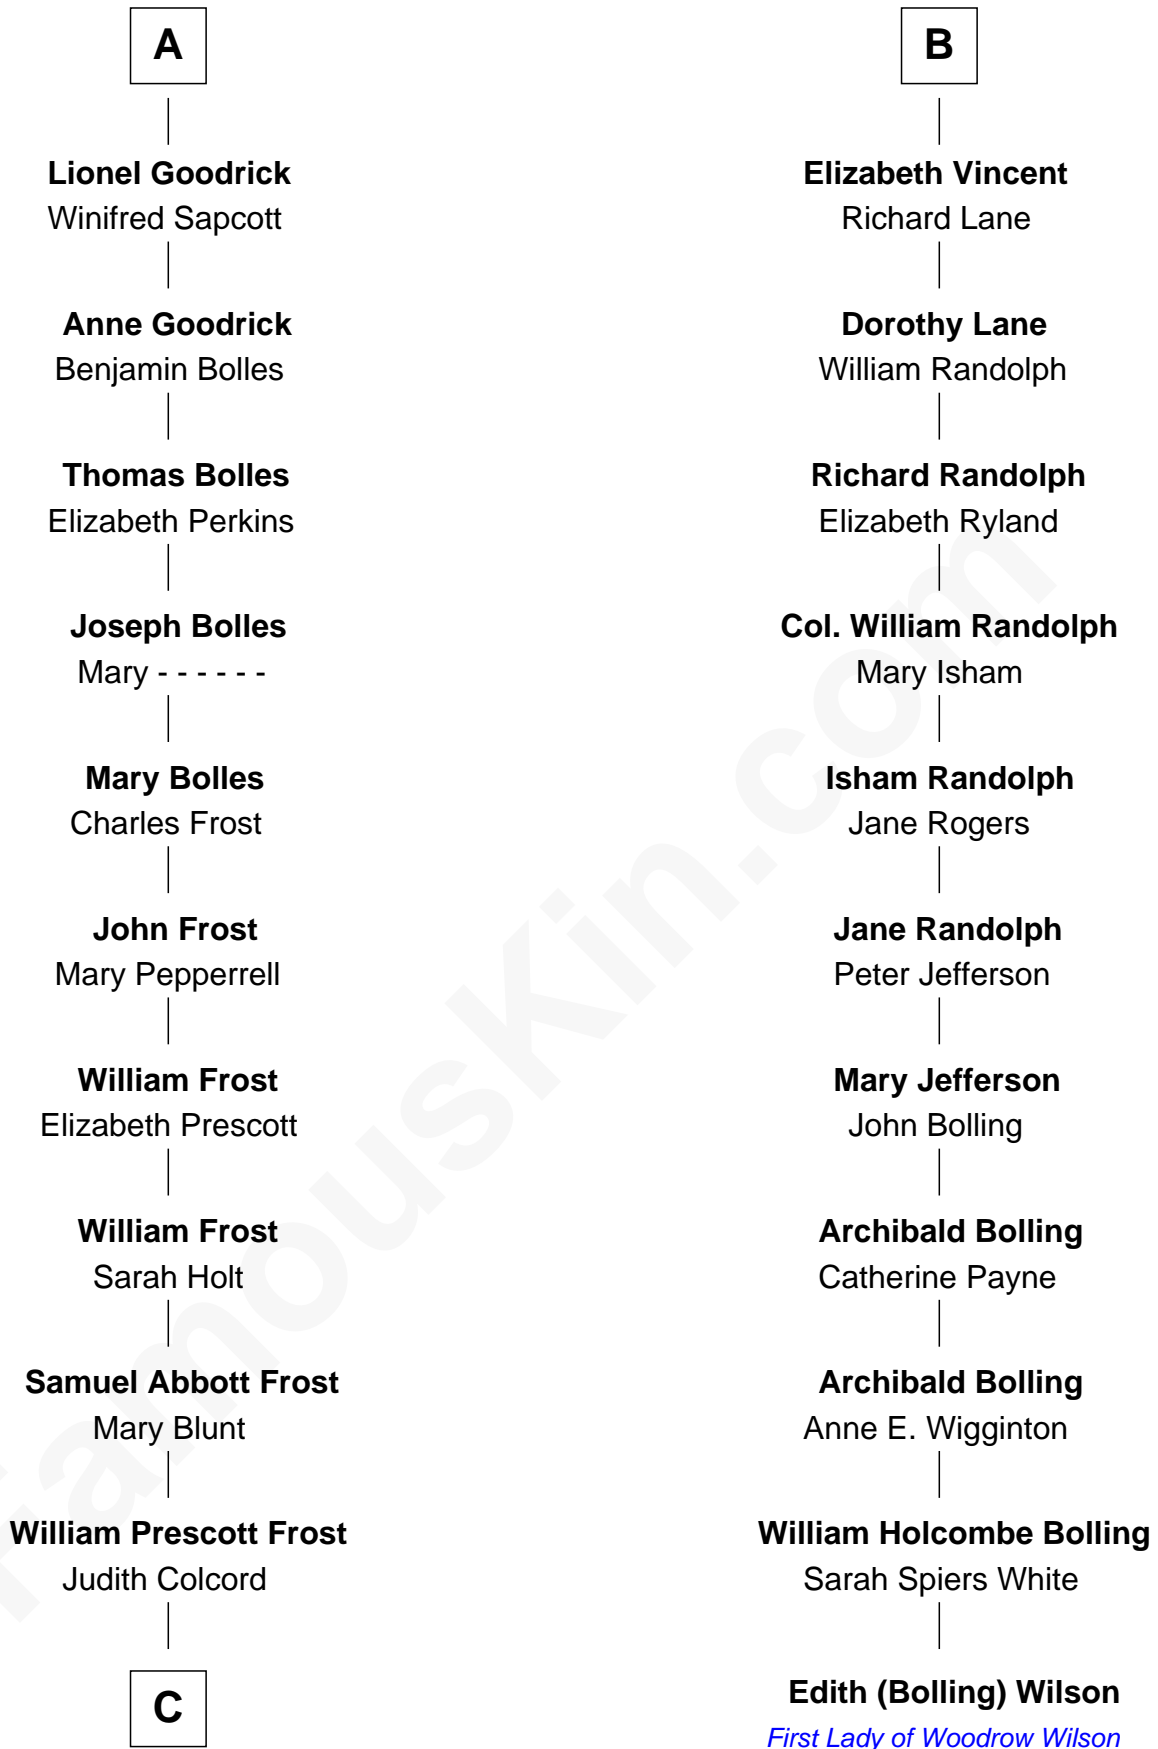 A
Lionel Goodrick
Winifred Sapcott
Anne Goodrick
Benjamin Bolles
Thomas Bolles
Elizabeth Perkins
Joseph Bolles
Mary - - - - - -
Mary Bolles
Charles Frost
John Frost
Mary Pepperrell
William Frost
Elizabeth Prescott
William Frost
Sarah Holt
Samuel Abbott Frost
Mary Blunt
William Prescott Frost
Judith Colcord
C
B
Elizabeth Vincent
Richard Lane
Dorothy Lane
William Randolph
Richard Randolph
Elizabeth Ryland
Col. William Randolph
Mary Isham
Isham Randolph
Jane Rogers
Jane Randolph
Peter Jefferson
Mary Jefferson
John Bolling
Archibald Bolling
Catherine Payne
Archibald Bolling
Anne E. Wigginton
William Holcombe Bolling
Sarah Spiers White
Edith (Bolling) Wilson
First Lady of Woodrow Wilson
FamousKin.com